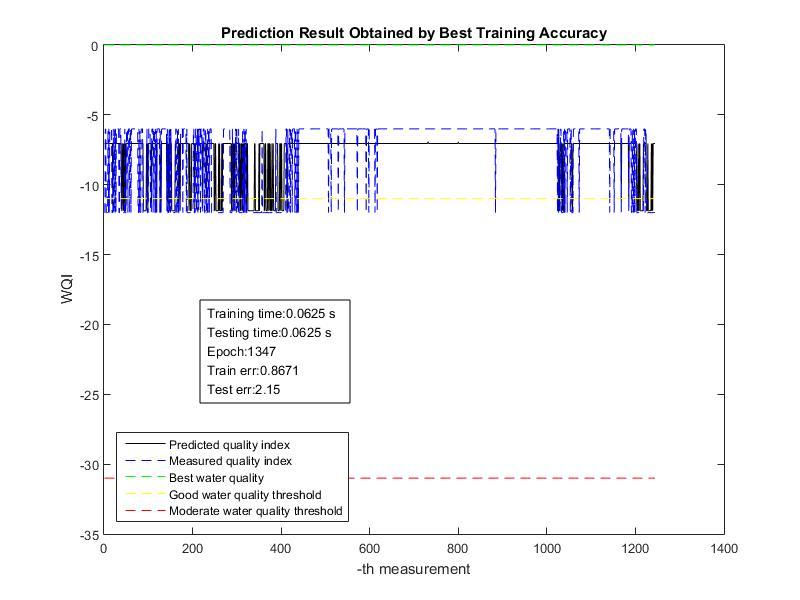 Prediction Result Obtained by Best Training Accuracy
0
-5
-10
-15
-20
-25
-30
-35
WQI
Training time:0.0625 s
Testing time:0.0625 s
Epoch:1347
Train err:0.8671
Test err:2.15
Predicted quality index
Measured quality index
Best water quality
Good water quality threshold
Moderate water quality threshold
0 200 400 600 800 1000 1200 1400
-th measurement